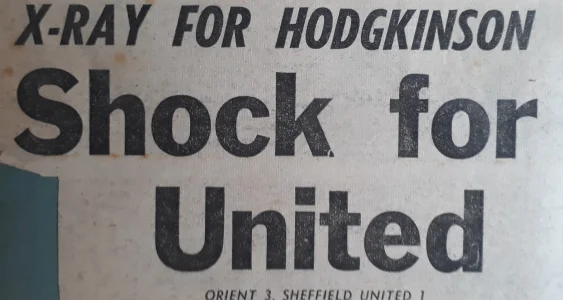 X-RAY FOR HODGKINSON
Shock for
United
ORIENT 3, SHEFFIELD UNITED 1